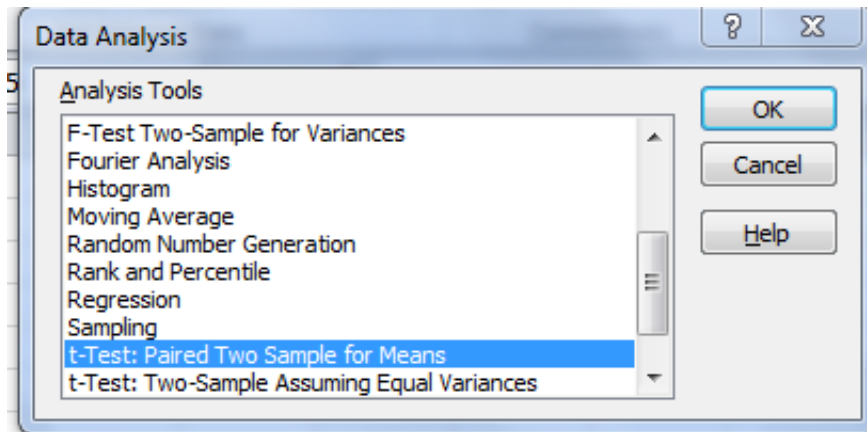 Data Analysis
5
Analysis Tools
F-Test Two-Sample for Variances
Fourier Analysis
Histogram
Moving Average
Random Number Generation
Rank and Percentile
Regression
Sampling
t-Test: Paired Two Sample for Means
t-Test: Two-Sample Assuming Equal Variances
OK
Cancel
Help